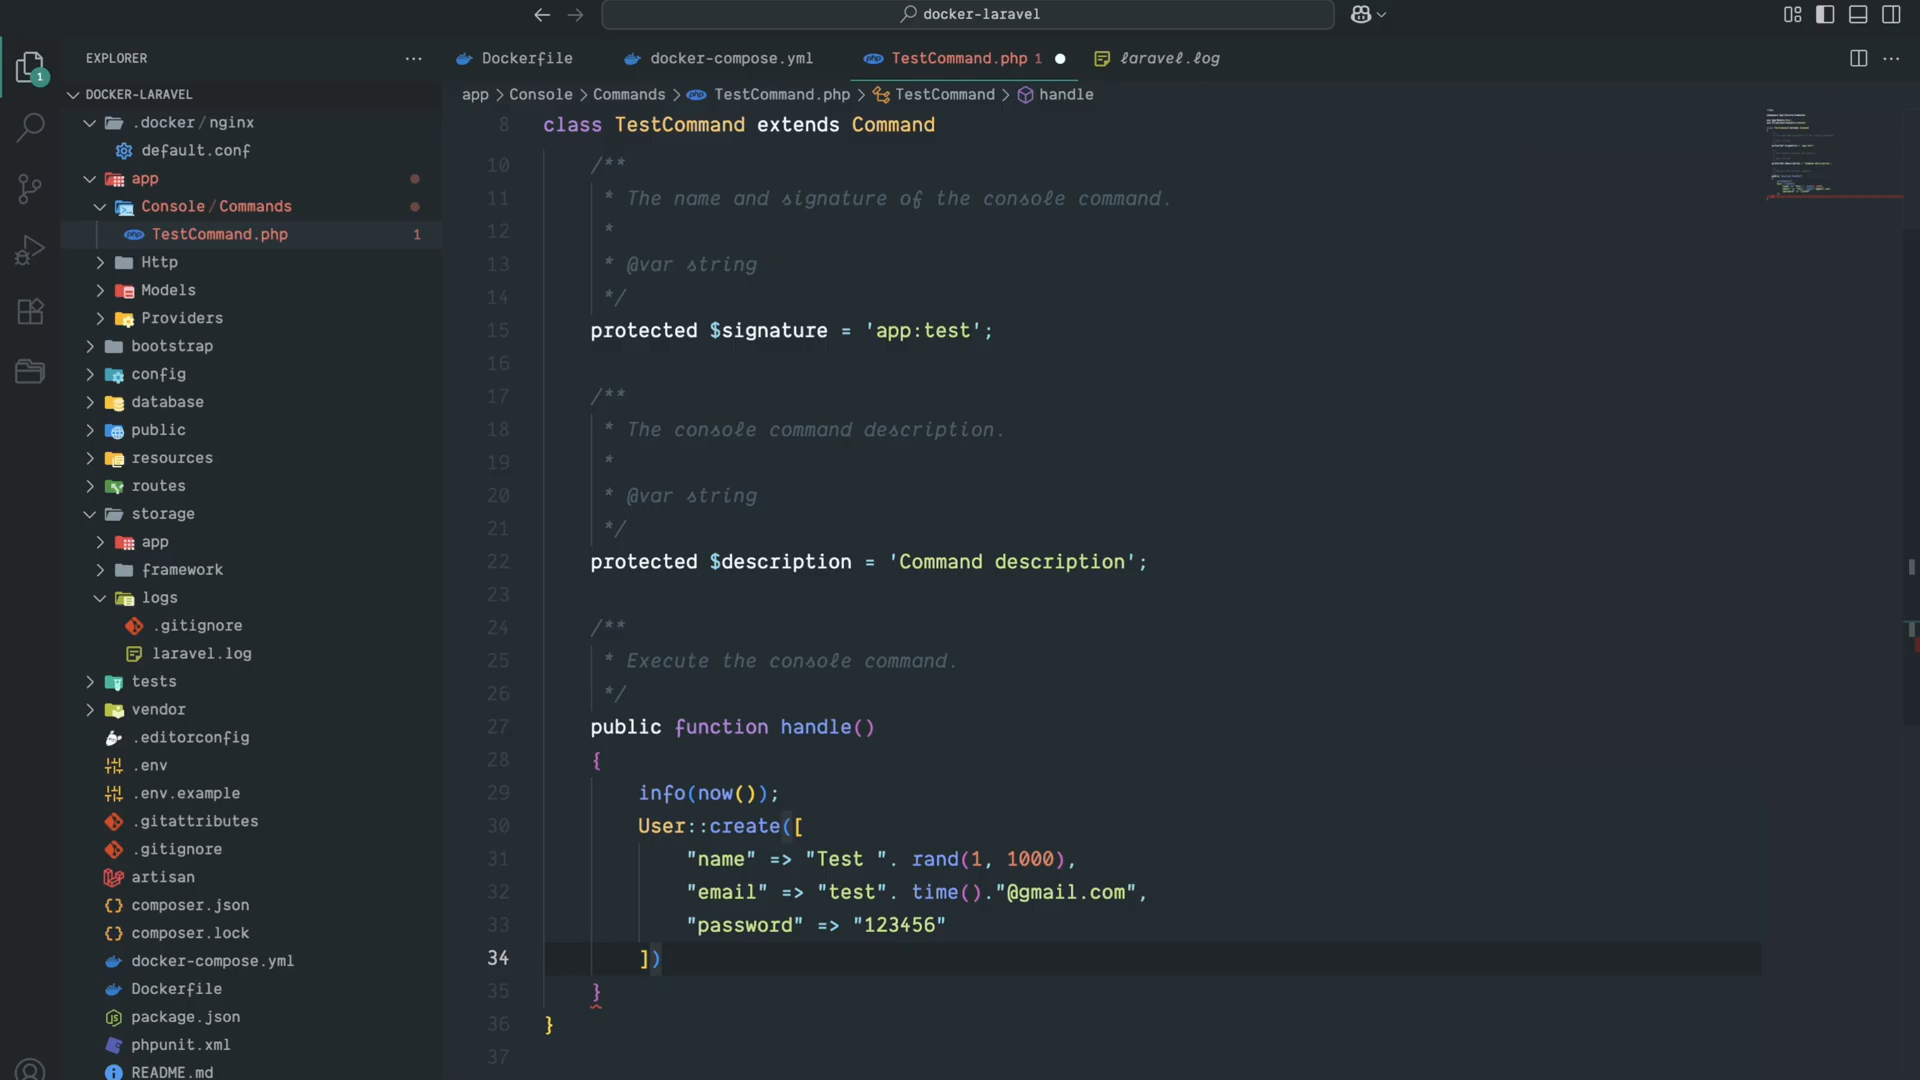 docker-laravel
EXPLORER
DOCKER-LARAVEL
.docker/nginx
default.conf
app
Console/Commands
TestCommand.php 1
Http
Models
Providers
bootstrap
config
database
public
resources
routes
storage
app
framework
logs
.gitignore
laravel.log
tests
vendor
.editorconfig
.env
.env.example
.gitattributes
.gitignore
artisan
composer.json
composer.lock
docker-compose.yml
Dockerfile
package.json
phpunit.xml
README.md
1
Dockerfile docker-compose.yml TestCommand.php 1 laravel.log
app > Console > Commands > TestCommand.php > TestCommand > handle
8 class TestCommand extends Command
10 /**
11 * The name and signature of the console command.
12 *
13 * @var string
14 */
15 protected $signature = 'app:test';
16
17 /**
18 * The console command description.
19 *
20 * @var string
21 */
22 protected $description = 'Command description';
23
24 /**
25 * Execute the console command.
26 */
27 public function handle()
28 {
29 info(now());
30 User::create([
31 "name" => "Test ". rand(1, 1000),
32 "email" => "test". time()."@gmail.com",
33 "password" => "123456"
34 ])
35 }
36 }
37